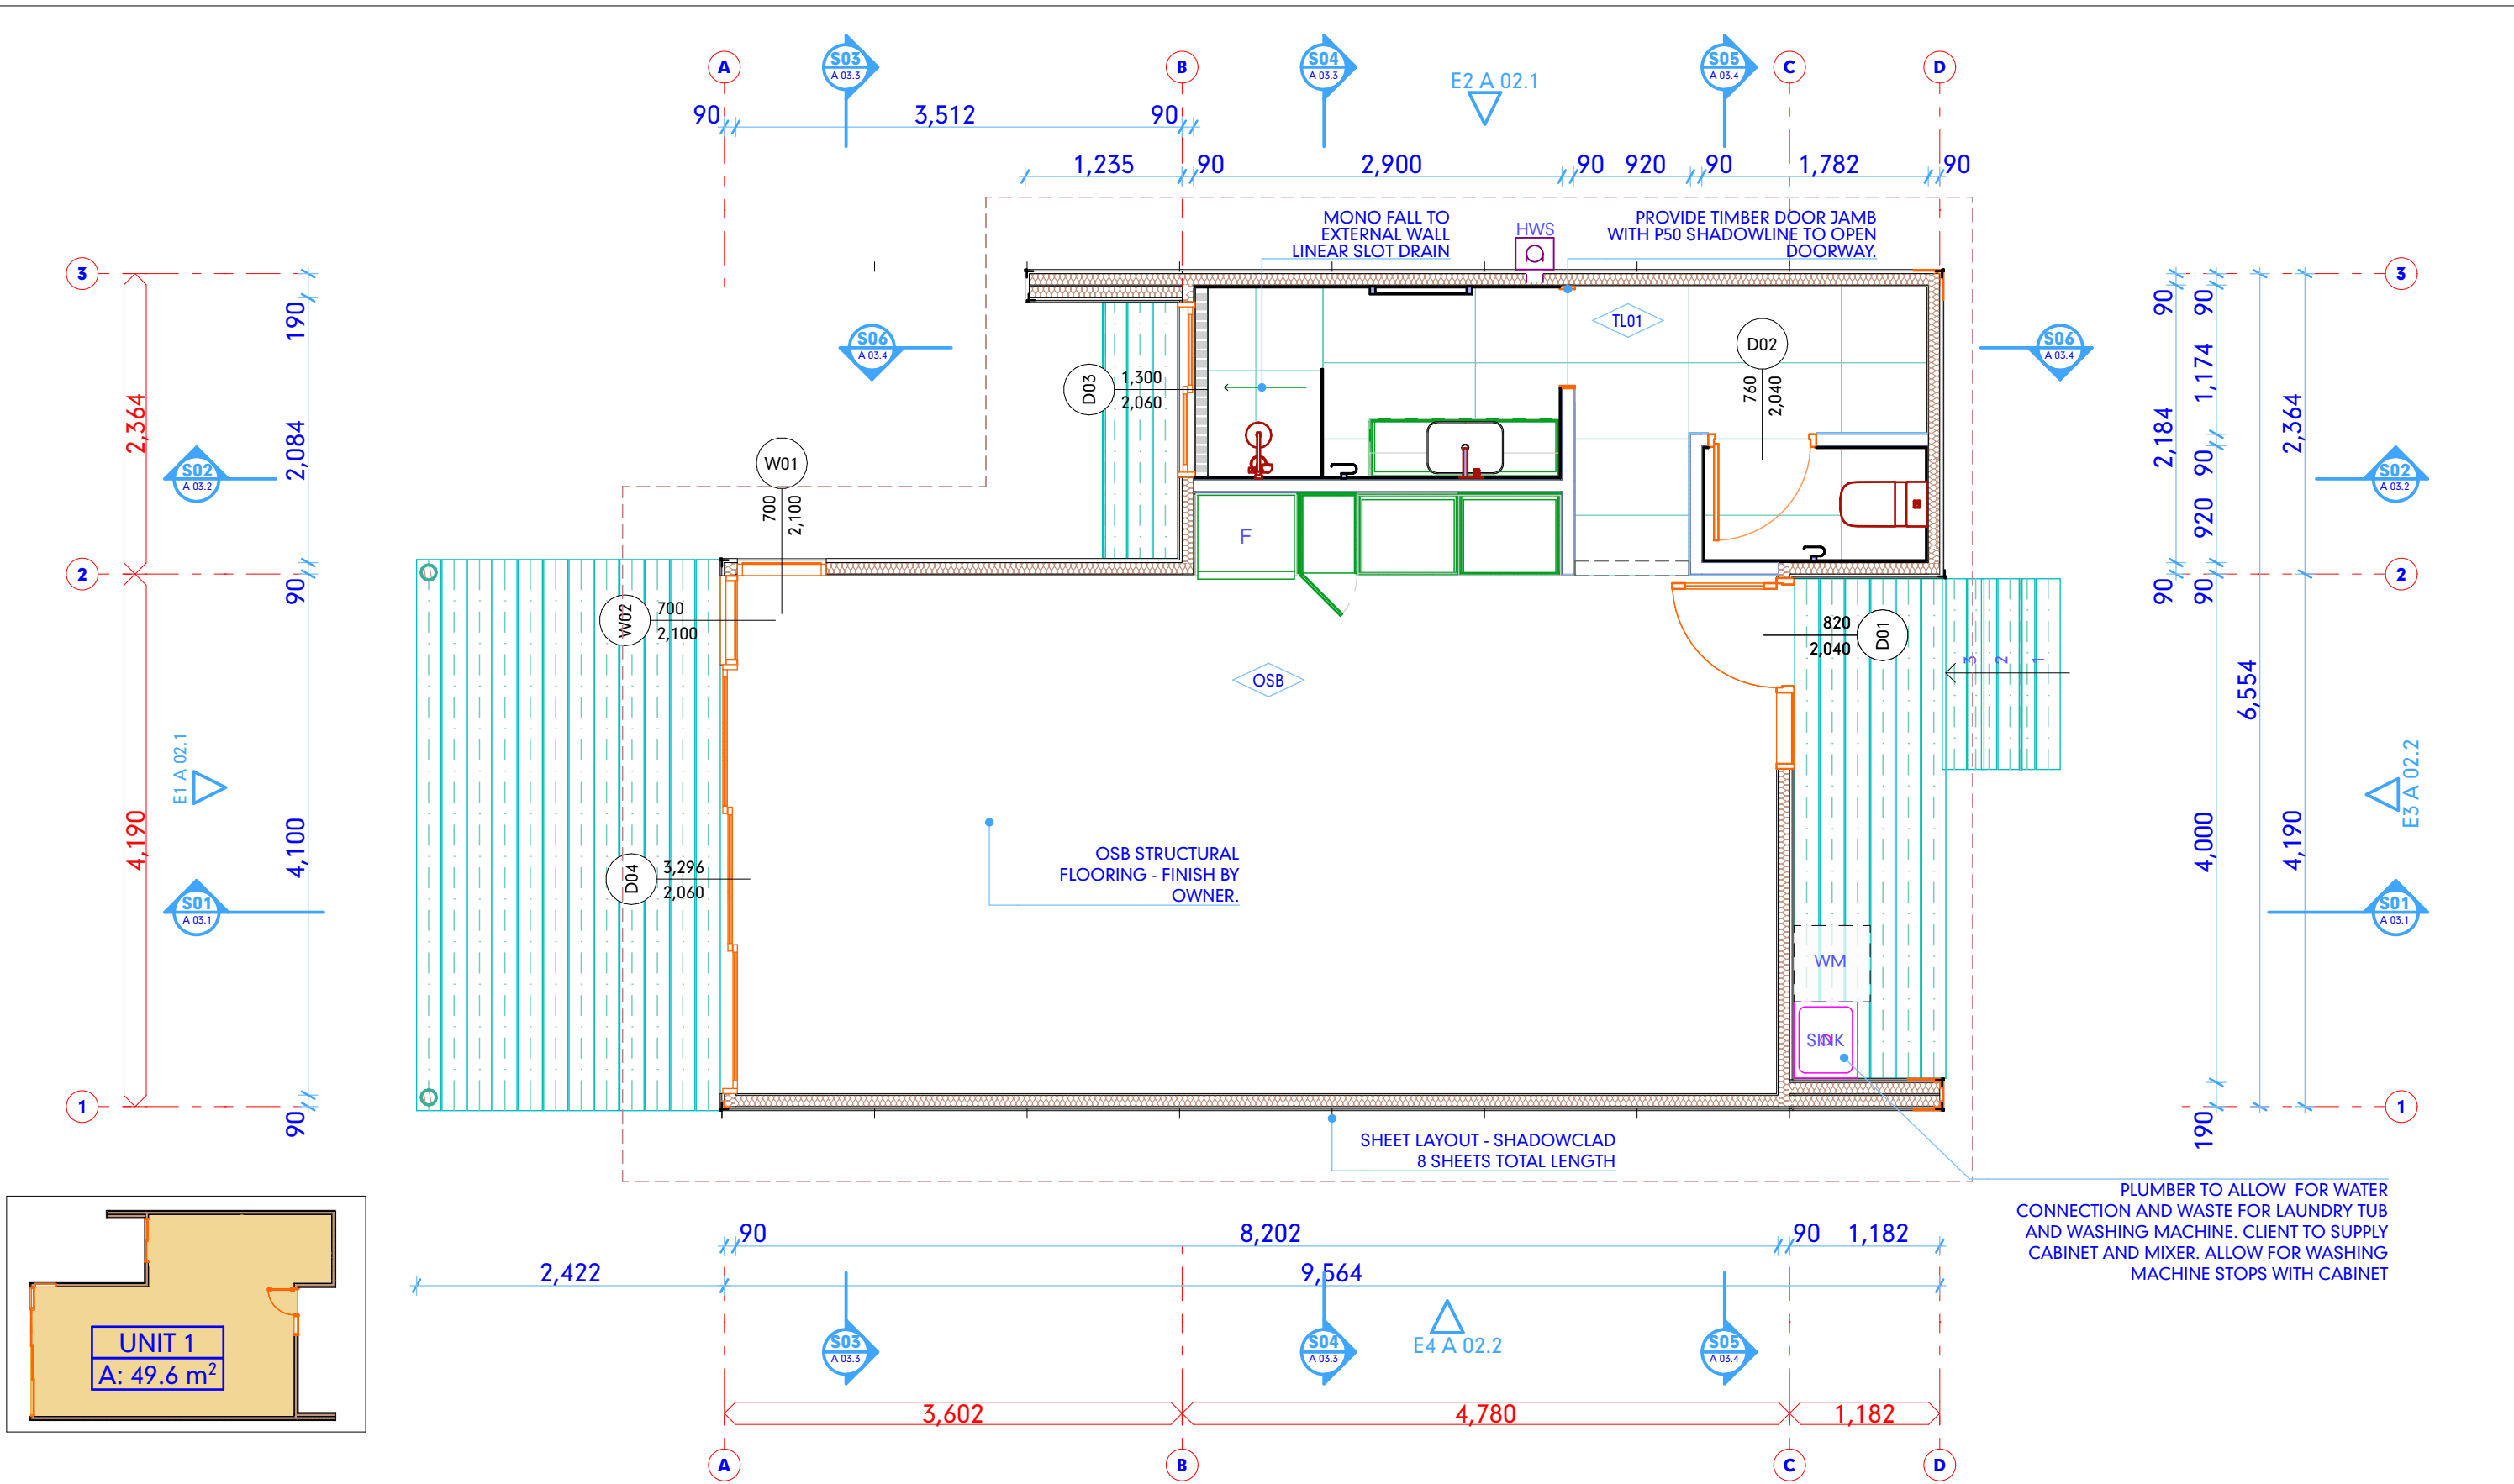 A
S03
A 03.3
B
S04
A 03.3
E2 A 02.1
S05
A 03.4
C
D
90
3,512
90
1,235
90
2,900
90
920
90
1,782
90
MONO FALL TO
EXTERNAL WALL
LINEAR SLOT DRAIN
HWS
PROVIDE TIMBER DOOR JAMB
WITH P50 SHADOWLINE TO OPEN
DOORWAY.
3
3
190
90
90
TL01
D02
760
2,040
S06
A 03.4
S06
A 03.4
D03
1,300
2,060
2,364
2,084
1,174
2,184
2,364
S02
A 03.2
W01
700
2,100
90
S02
A 03.2
920
F
2
90
2
90
90
W02
700
2,100
820
2,040
D01
3
2
1
OSB
6,554
E1 A 02.1
E3 A 02.2
4,190
4,100
4,000
4,190
D04
3,296
2,060
OSB STRUCTURAL
FLOORING - FINISH BY
OWNER.
S01
A 03.1
S01
A 03.1
WM
SINK
1
90
190
1
SHEET LAYOUT - SHADOWCLAD
8 SHEETS TOTAL LENGTH
PLUMBER TO ALLOW FOR WATER
CONNECTION AND WASTE FOR LAUNDRY TUB
AND WASHING MACHINE. CLIENT TO SUPPLY
CABINET AND MIXER. ALLOW FOR WASHING
MACHINE STOPS WITH CABINET
90
8,202
90
1,182
2,422
9,564
UNIT 1
A: 49.6 m²
S03
A 03.3
S04
A 03.3
E4 A 02.2
S05
A 03.4
3,602
4,780
1,182
A
B
C
D